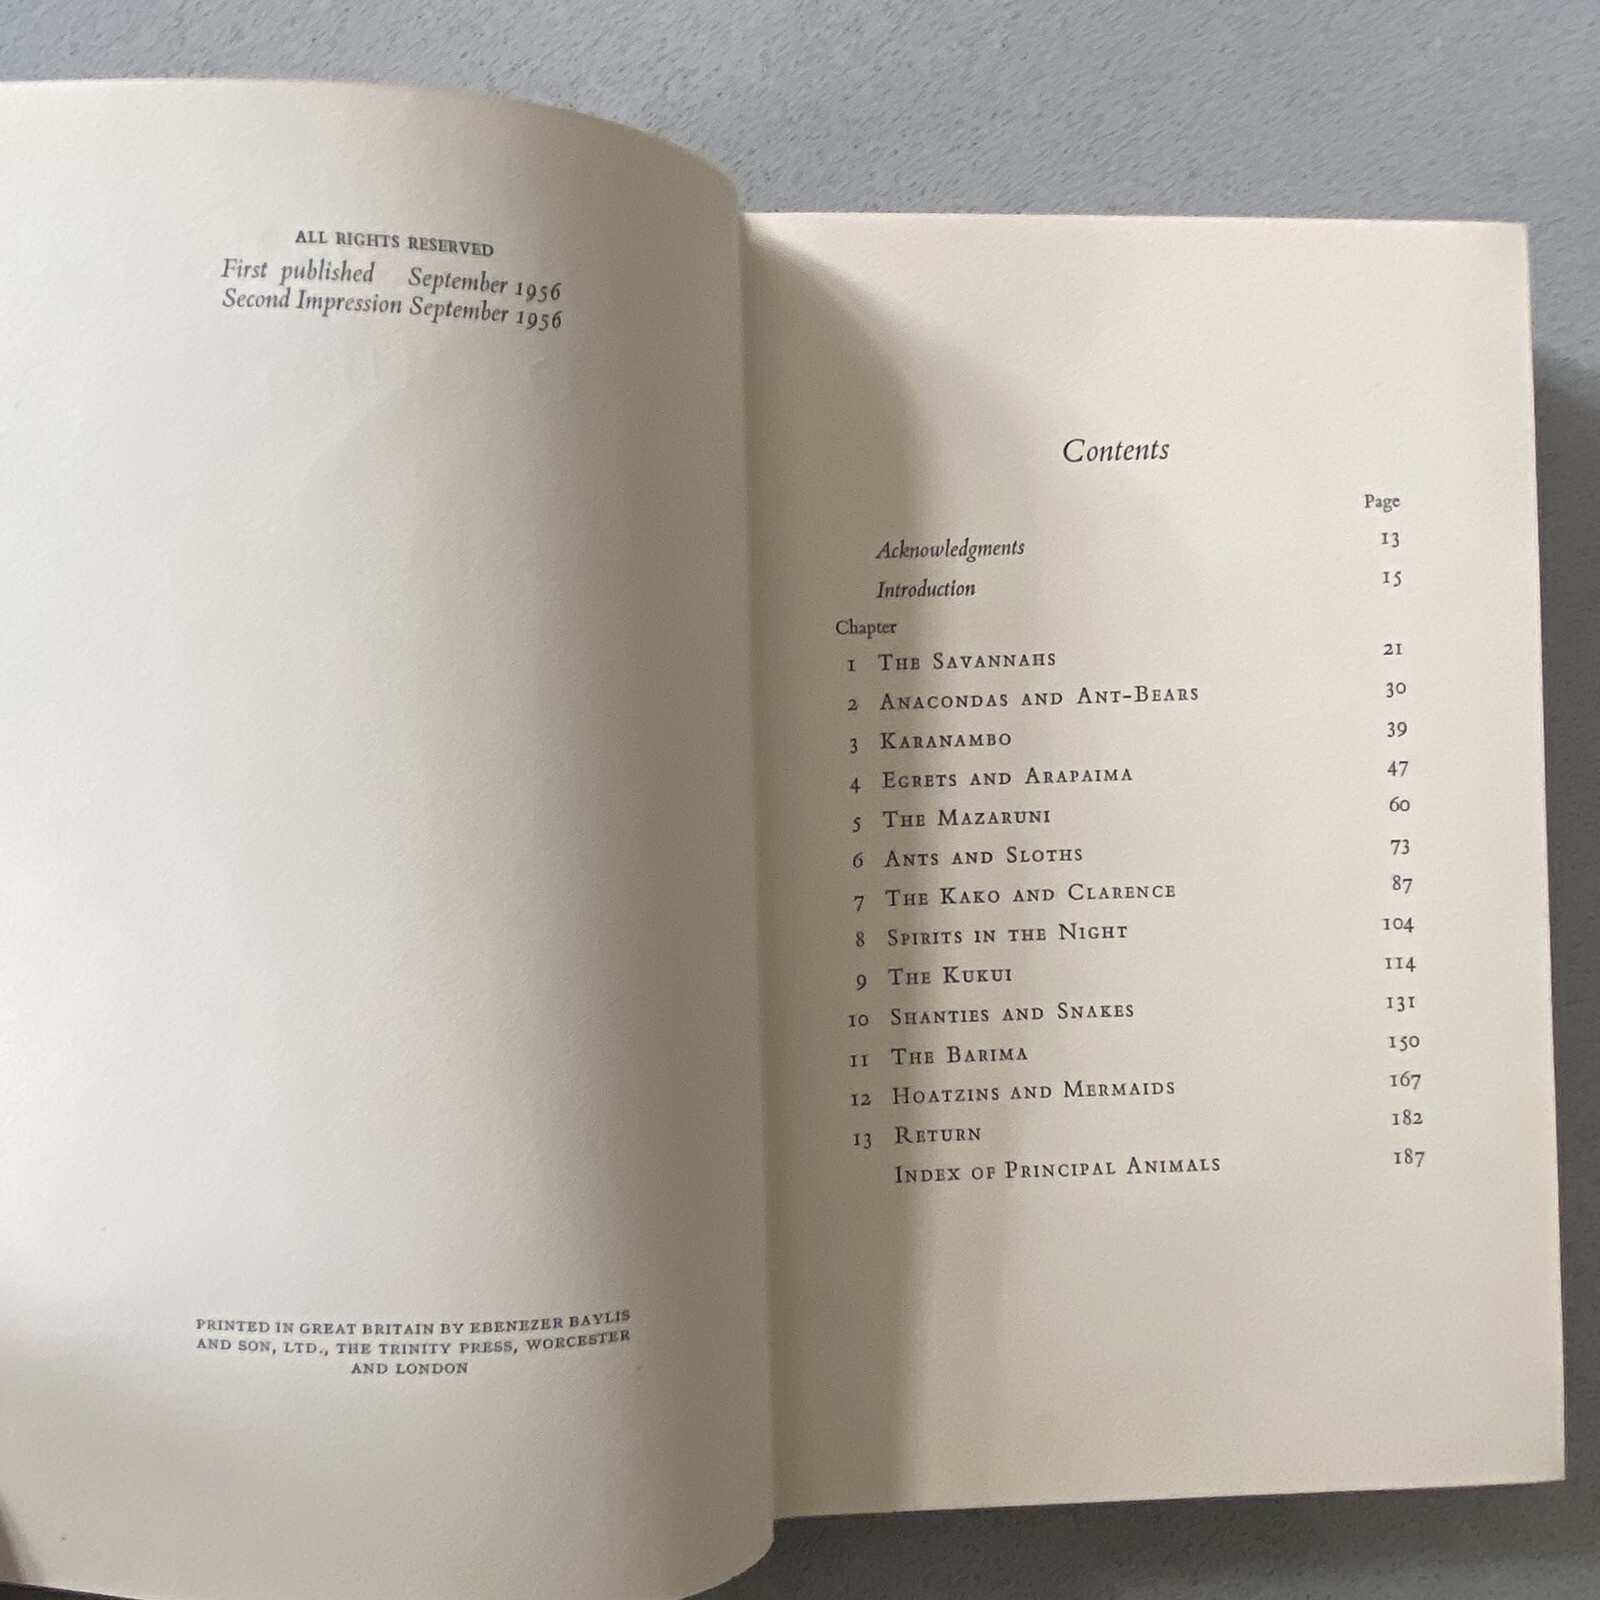 ALL RIGHTS RESERVED
First published September 1956
Second Impression September 1956
PRINTED IN GREAT BRITAIN BY EBENEZER BAYLIS
AND SON, LTD., THE TRINITY PRESS, WORCESTER
AND LONDON
Contents
Page
Acknowledgments 13
Introduction 15
Chapter
1 THE SAVANNAHS 21
2 ANACONDAS AND ANT-BEARS 30
3 KARANAMBO 39
4 EGRETS AND ARAPAIMA 47
5 THE MAZARUNI 60
6 ANTS AND SLOTHS 73
7 THE KAKO AND CLARENCE 87
8 SPIRITS IN THE NIGHT 104
9 THE KUKUI 114
10 SHANTIES AND SNAKES 131
11 THE BARIMA 150
12 HOATZINS AND MERMAIDS 167
13 RETURN 182
INDEX OF PRINCIPAL ANIMALS 187